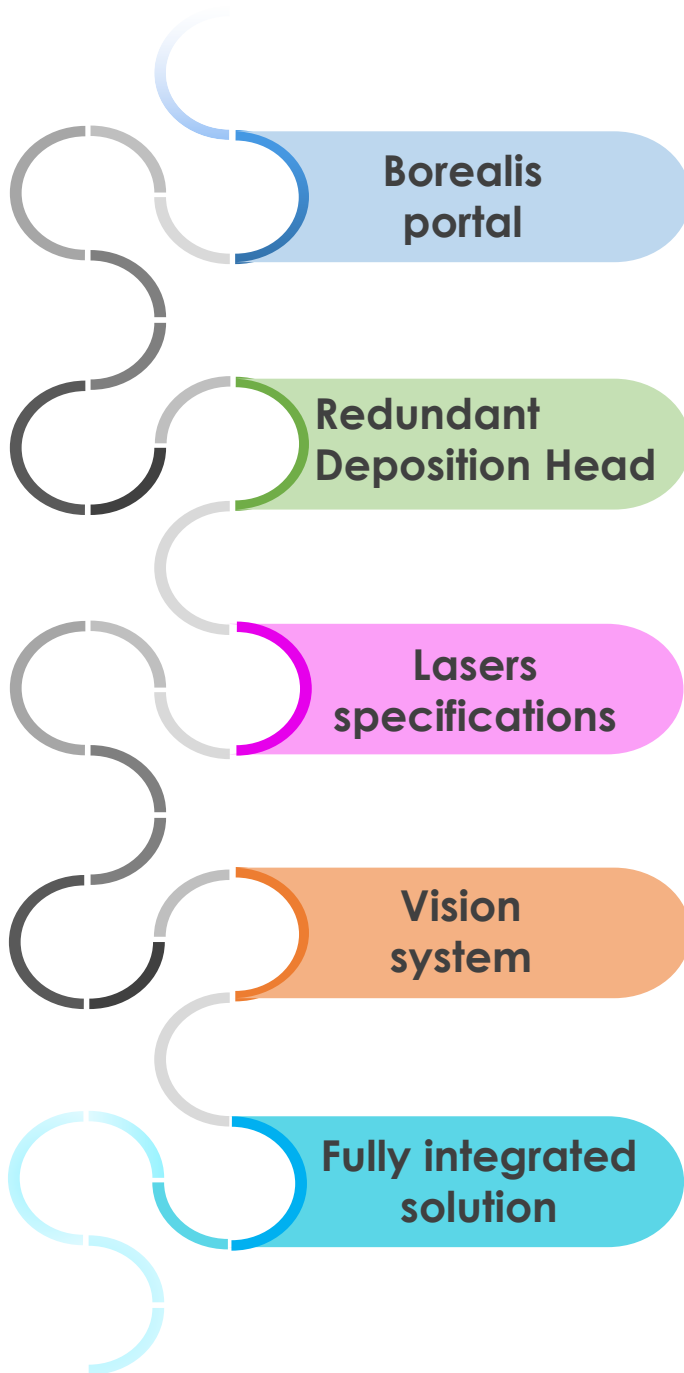 Borealis
portal
Redundant
Deposition Head
Lasers
specifications
Vision
system
Fully integrated
solution